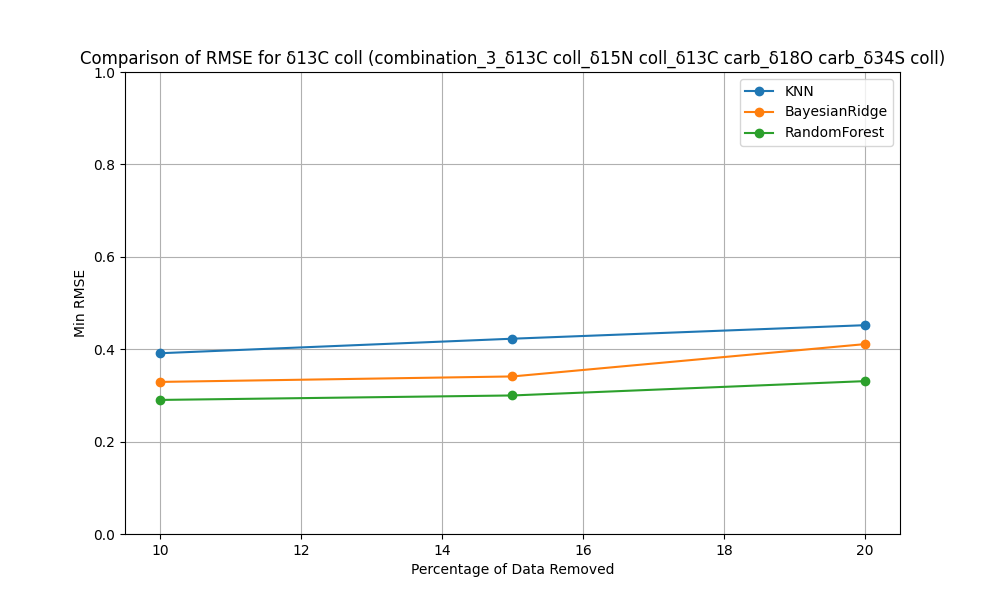 Comparison of RMSE for δ13C coll (combination_3_δ13C coll_δ15N coll_δ13C carb_δ18O carb_δ34S coll)
1.0
0.8
0.6
0.4
0.2
0.0
Min RMSE
KNN
BayesianRidge
RandomForest
10 12 14 16 18 20
Percentage of Data Removed